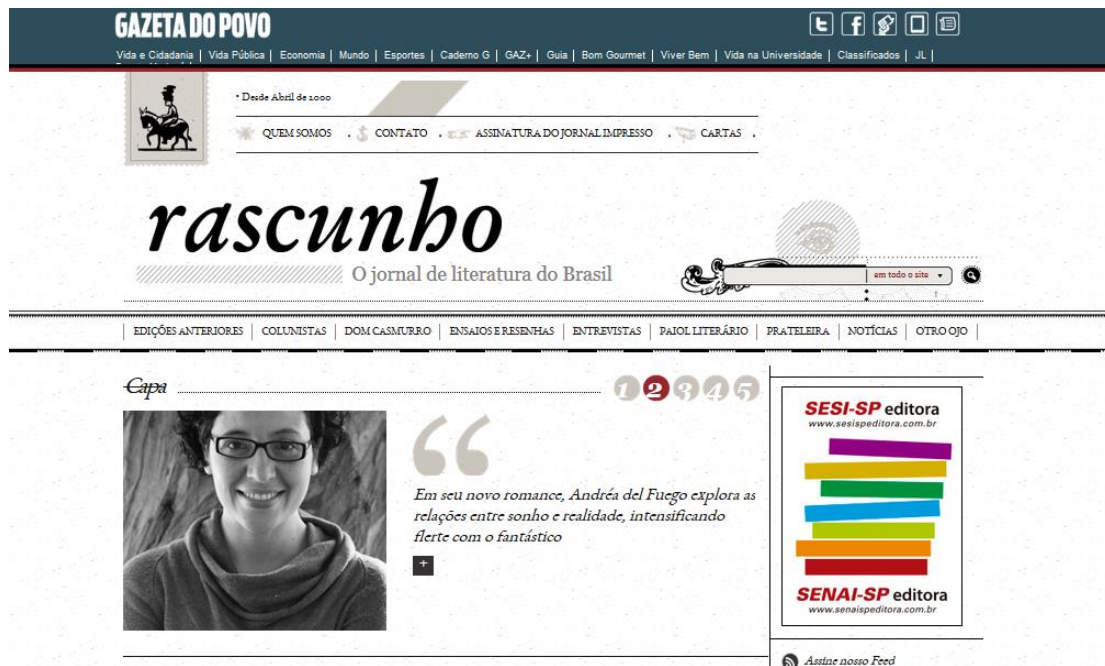 GAZETA DO POVO
Vida e Cidadania | Vida Pública | Economia | Mundo | Esportes | Caderno G | GAZ+ | Guia | Bom Gourmet | Viver Bem | Vida na Universidade | Classificados | JL |
* Desde Abril de 2000
QUEM SOMOS . CONTATO . ASSINATURA DO JORNAL IMPRESSO . CARTAS .
rascunho
O jornal de literatura do Brasil
em todo o site
| EDIÇÕES ANTERIORES | COLUNISTAS | DOM CASMURRO | ENSAIOS E RESENHAS | ENTREVISTAS | PAIOL LITERÁRIO | PRATELEIRA | NOTÍCIAS | OTRO OJO |
Capa
1 2 3 4 5
“
Em seu novo romance, Andréa del Fuego explora as
relações entre sonho e realidade, intensificando
flerte com o fantástico
+
SESI-SP editora
www.sesispeditora.com.br
SENAI-SP editora
www.senaispeditora.com.br
Assine nosso Feed